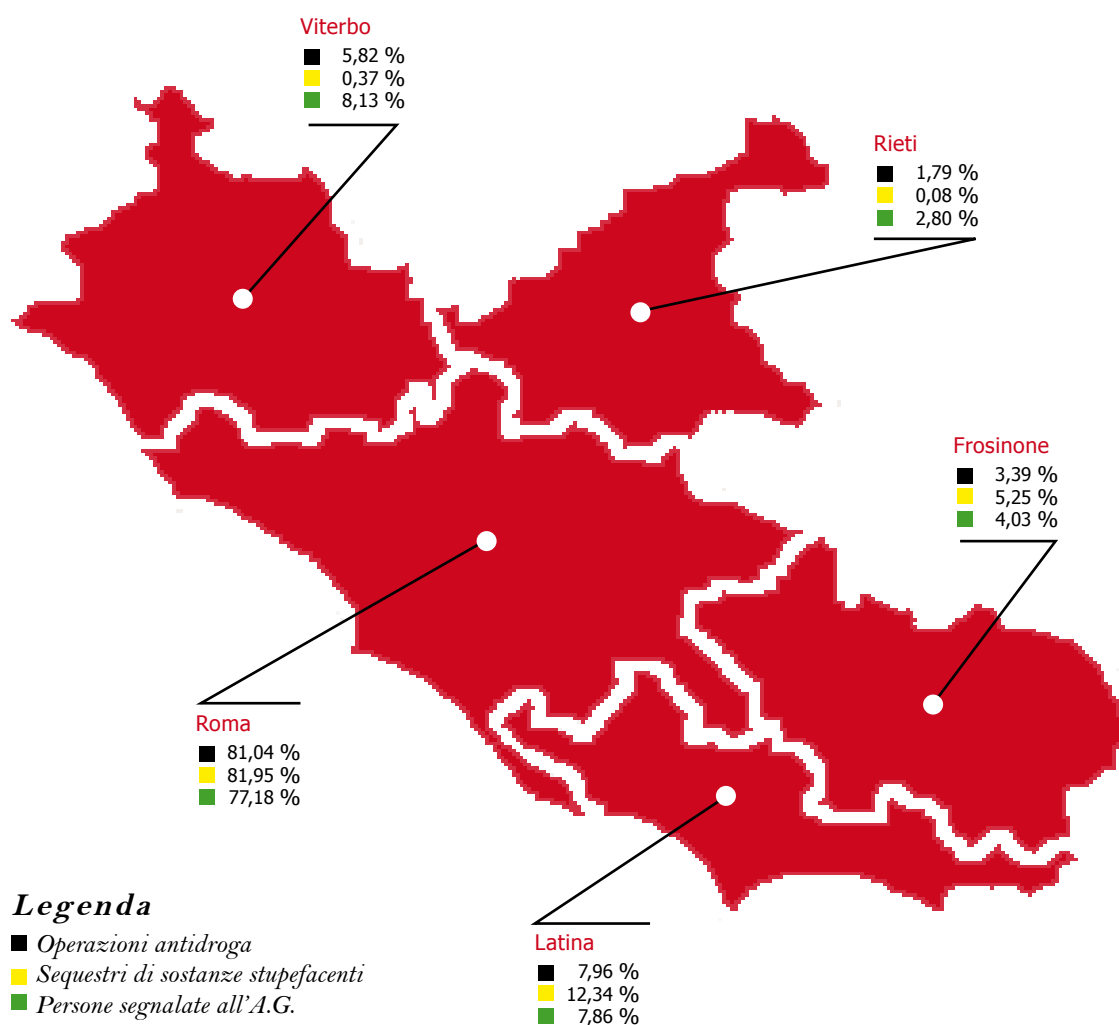 Viterbo
5,82 %
0,37 %
8,13 %
Rieti
1,79 %
0,08 %
2,80 %
Frosinone
3,39 %
5,25 %
4,03 %
Roma
81,04 %
81,95 %
77,18 %
Latina
7,96 %
12,34 %
7,86 %
Legenda
Operazioni antidroga
Sequestri di sostanze stupefacenti
Persone segnalate all'A.G.